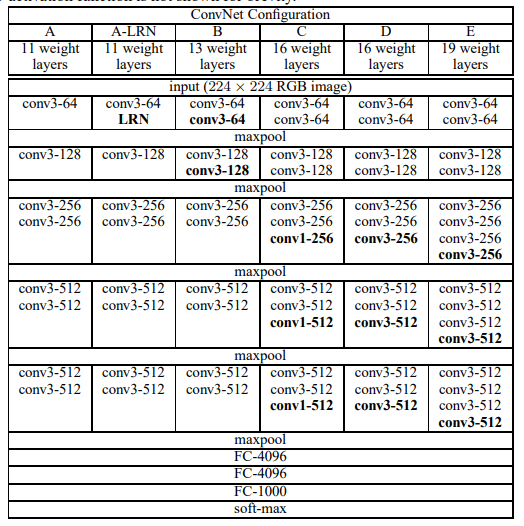 ConvNet Configuration
A A-LRN B C D E
11 weight 11 weight 13 weight 16 weight 16 weight 19 weight
layers layers layers layers layers layers
input (224 × 224 RGB image)
conv3-64 conv3-64 conv3-64 conv3-64 conv3-64 conv3-64
LRN conv3-64 conv3-64 conv3-64 conv3-64
maxpool
conv3-128 conv3-128 conv3-128 conv3-128 conv3-128 conv3-128
conv3-128 conv3-128 conv3-128 conv3-128
maxpool
conv3-256 conv3-256 conv3-256 conv3-256 conv3-256 conv3-256
conv3-256 conv3-256 conv3-256 conv3-256 conv3-256 conv3-256
conv1-256 conv3-256 conv3-256
conv3-256
maxpool
conv3-512 conv3-512 conv3-512 conv3-512 conv3-512 conv3-512
conv3-512 conv3-512 conv3-512 conv3-512 conv3-512 conv3-512
conv1-512 conv3-512 conv3-512
conv3-512
maxpool
conv3-512 conv3-512 conv3-512 conv3-512 conv3-512 conv3-512
conv3-512 conv3-512 conv3-512 conv3-512 conv3-512 conv3-512
conv1-512 conv3-512 conv3-512
conv3-512
maxpool
FC-4096
FC-4096
FC-1000
soft-max